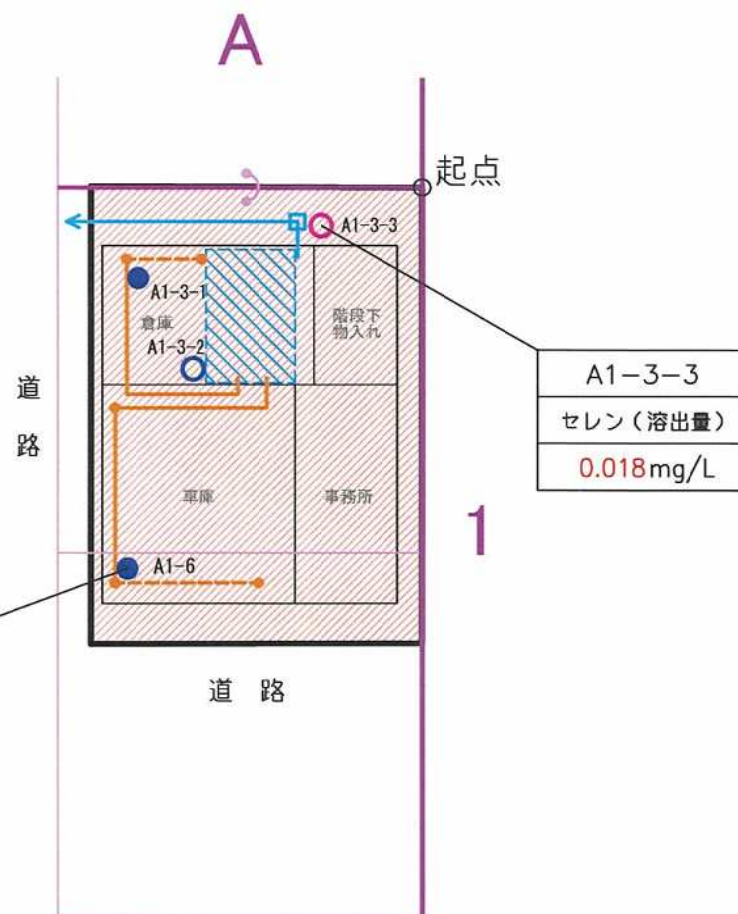 A
起点
A1-3-3
A1-3-1
倉庫
階段下
物入れ
A1-3-2
道
路
A1-3-3
セレン（溶出量）
0.018mg/L
車庫
事務所
1
A1-6
道 路